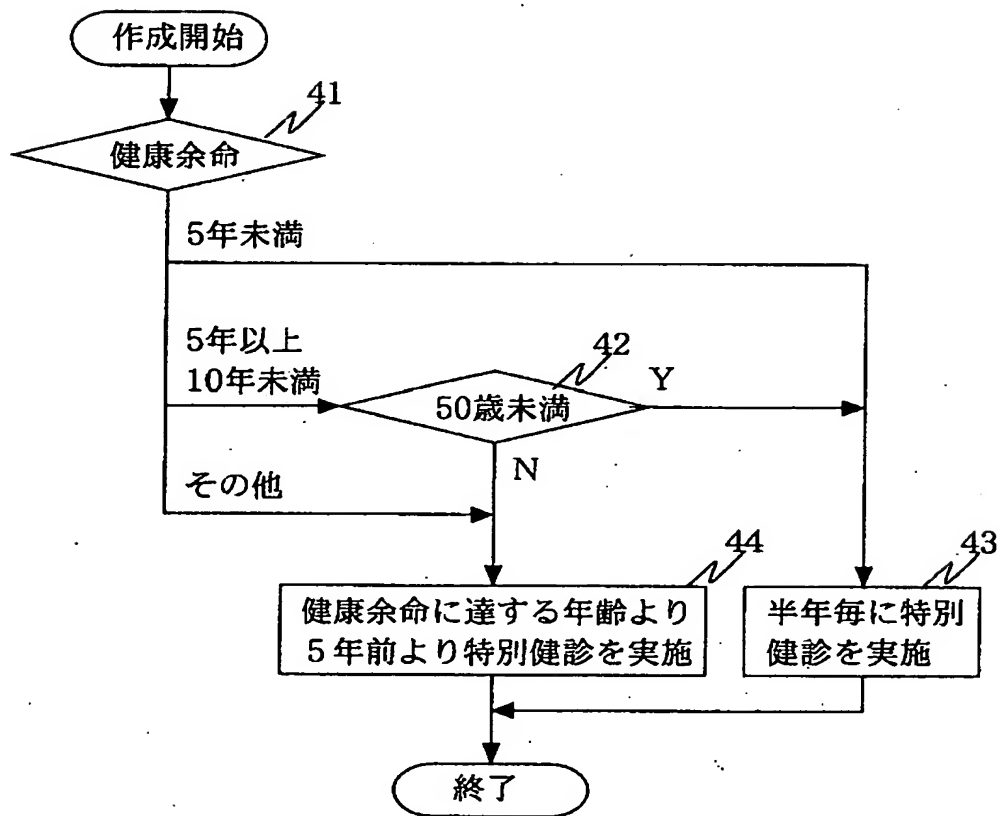 作成開始
41
健康余命
5年未満
5年以上
10年未満
42
50歳未満
Y
N
その他
44
健康余命に達する年齢より
5年前より特別健診を実施
43
半年毎に特別
健診を実施
終了